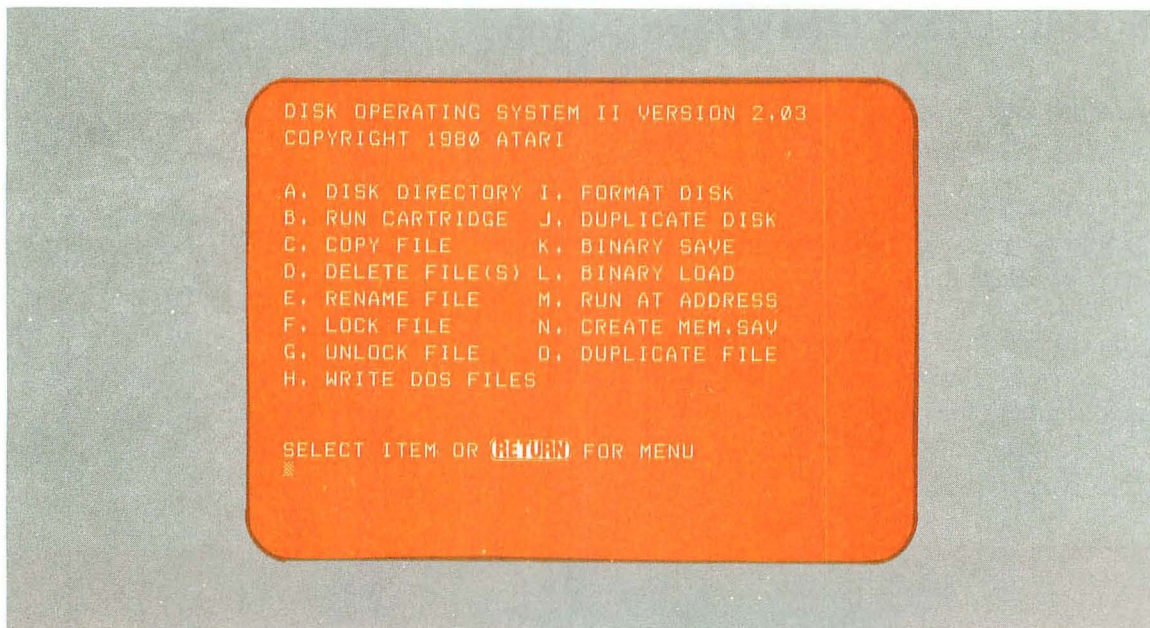 DISK OPERATING SYSTEM II VERSION 2.03
COPYRIGHT 1980 ATARI
A. DISK DIRECTORY I. FORMAT DISK
B. RUN CARTRIDGE J. DUPLICATE DISK
C. COPY FILE K. BINARY SAVE
D. DELETE FILE(S) L. BINARY LOAD
E. RENAME FILE M. RUN AT ADDRESS
F. LOCK FILE N. CREATE MEM.SAV
G. UNLOCK FILE O. DUPLICATE FILE
H. WRITE DOS FILES
SELECT ITEM OR RETURN FOR MENU